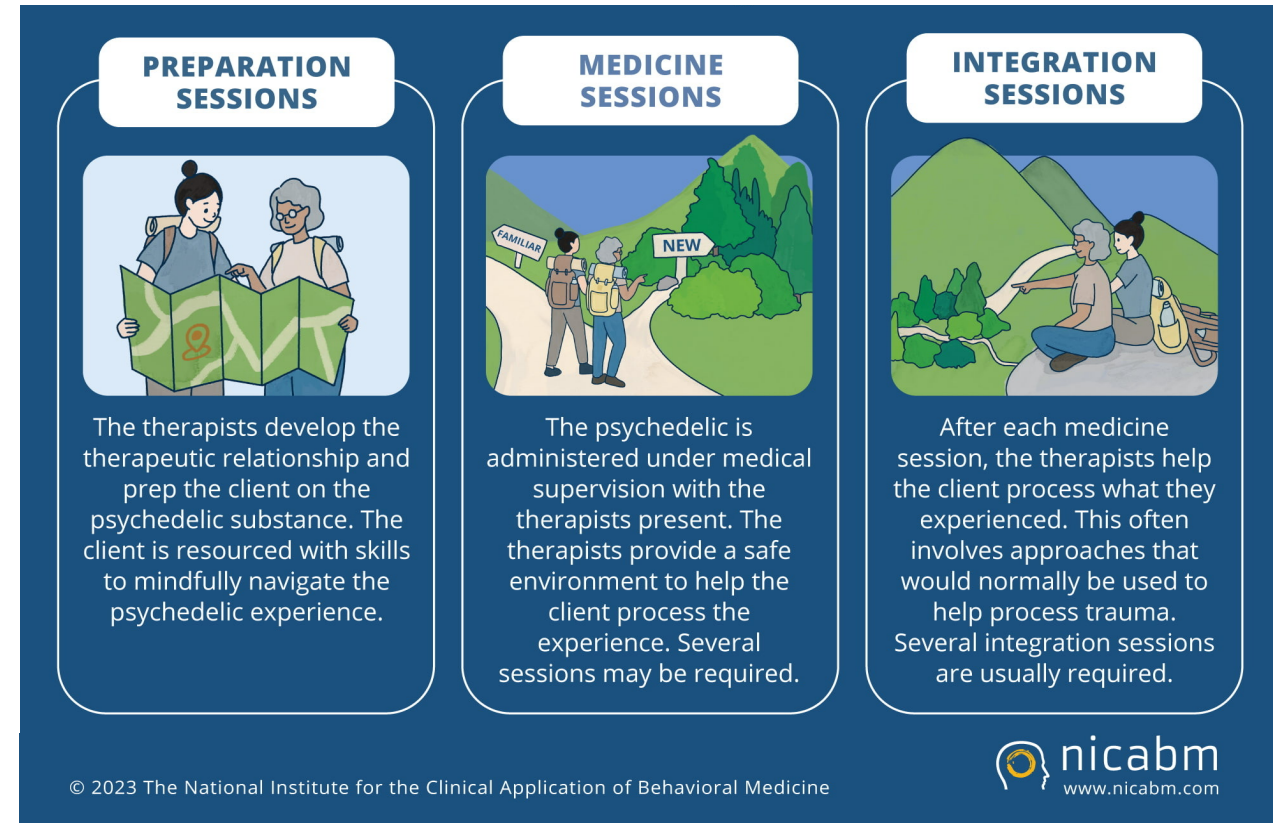 PREPARATION
SESSIONS
The therapists develop the
therapeutic relationship and
prep the client on the
psychedelic substance. The
client is resourced with skills
to mindfully navigate the
psychedelic experience.
MEDICINE
SESSIONS
FAMILIAR
NEW
The psychedelic is
administered under medical
supervision with the
therapists present. The
therapists provide a safe
environment to help the
client process the
experience. Several
sessions may be required.
INTEGRATION
SESSIONS
After each medicine
session, the therapists help
the client process what they
experienced. This often
involves approaches that
would normally be used to
help process trauma.
Several integration sessions
are usually required.
© 2023 The National Institute for the Clinical Application of Behavioral Medicine
nicabm
www.nicabm.com